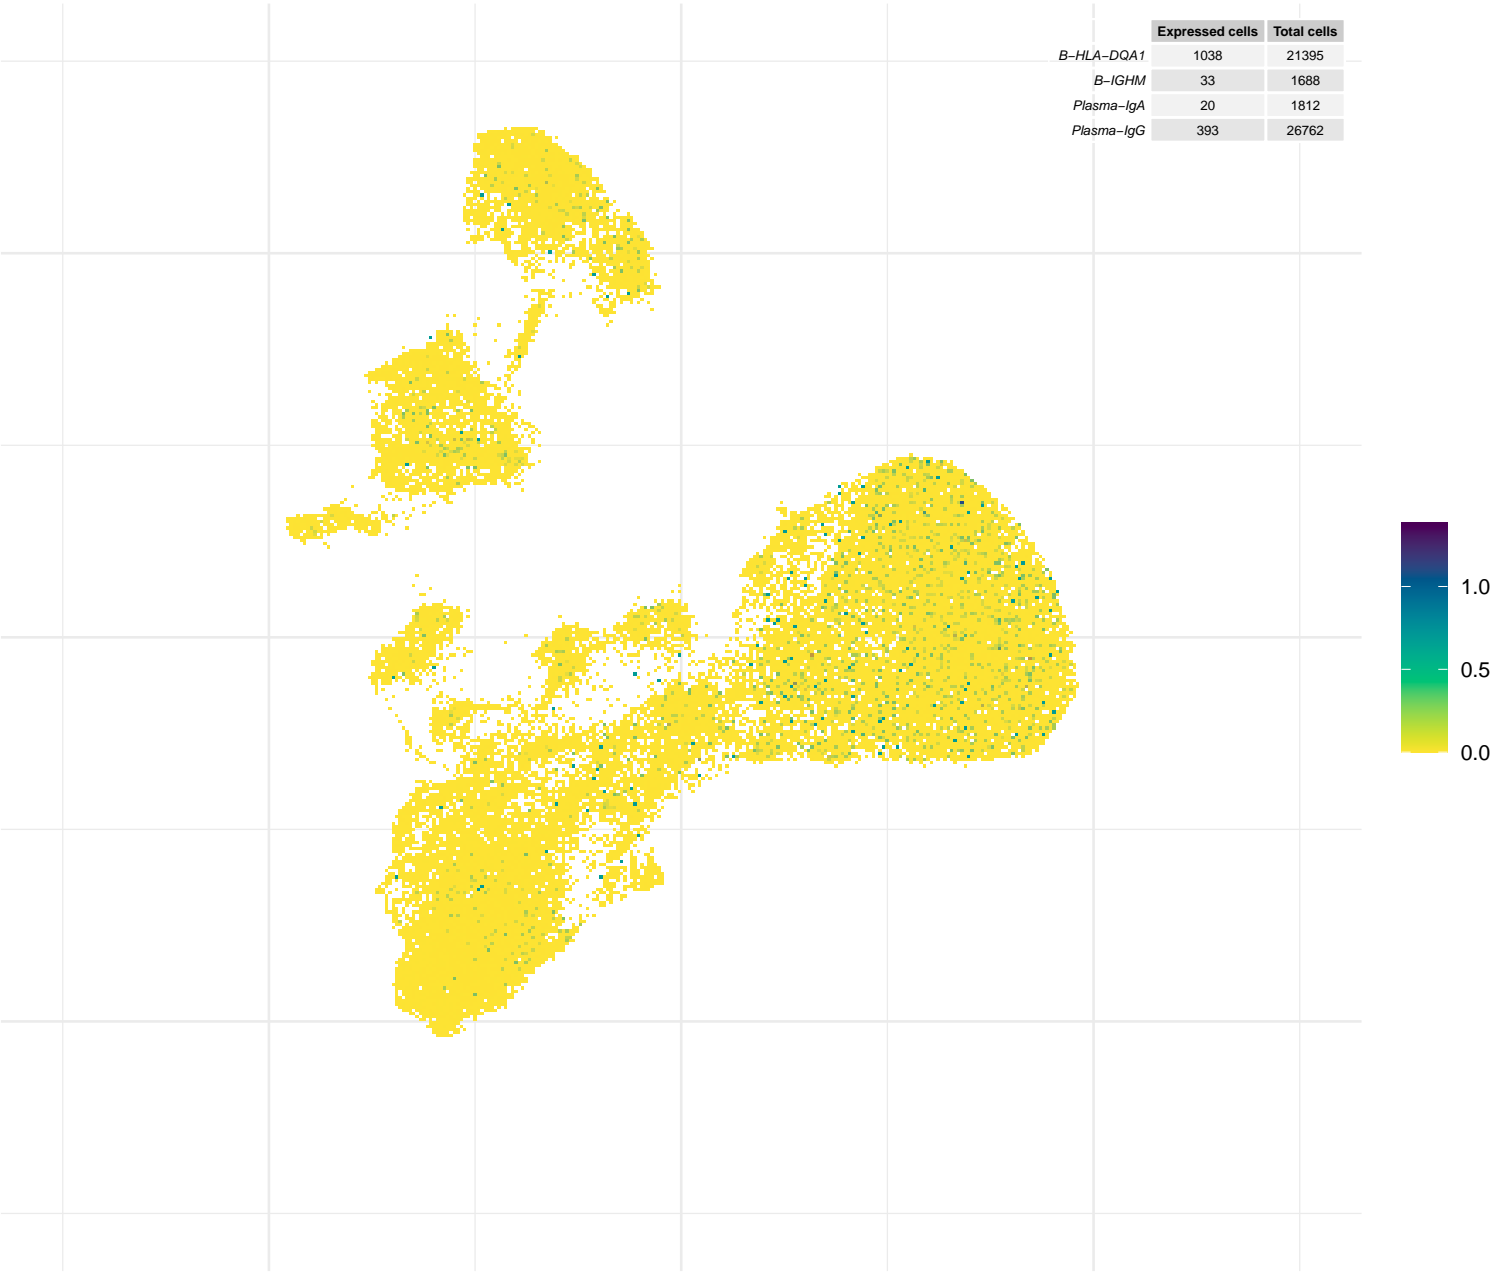 Expressed cells Total cells
B−HLA−DQA1 1038 21395
B−IGHM 33 1688
Plasma−IgA 20 1812
Plasma−IgG 393 26762
1.0
0.5
0.0